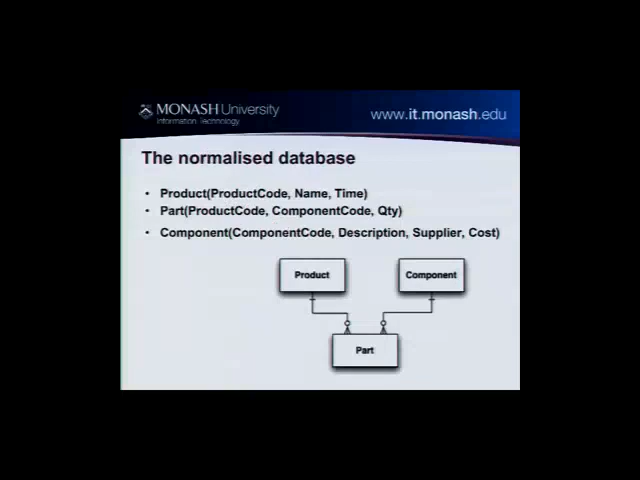 MONASH University
Information Technology
www.it.monash.edu
The normalised database
• Product(ProductCode, Name, Time)
• Part(ProductCode, ComponentCode, Qty)
• Component(ComponentCode, Description, Supplier, Cost)
Product
Component
Part